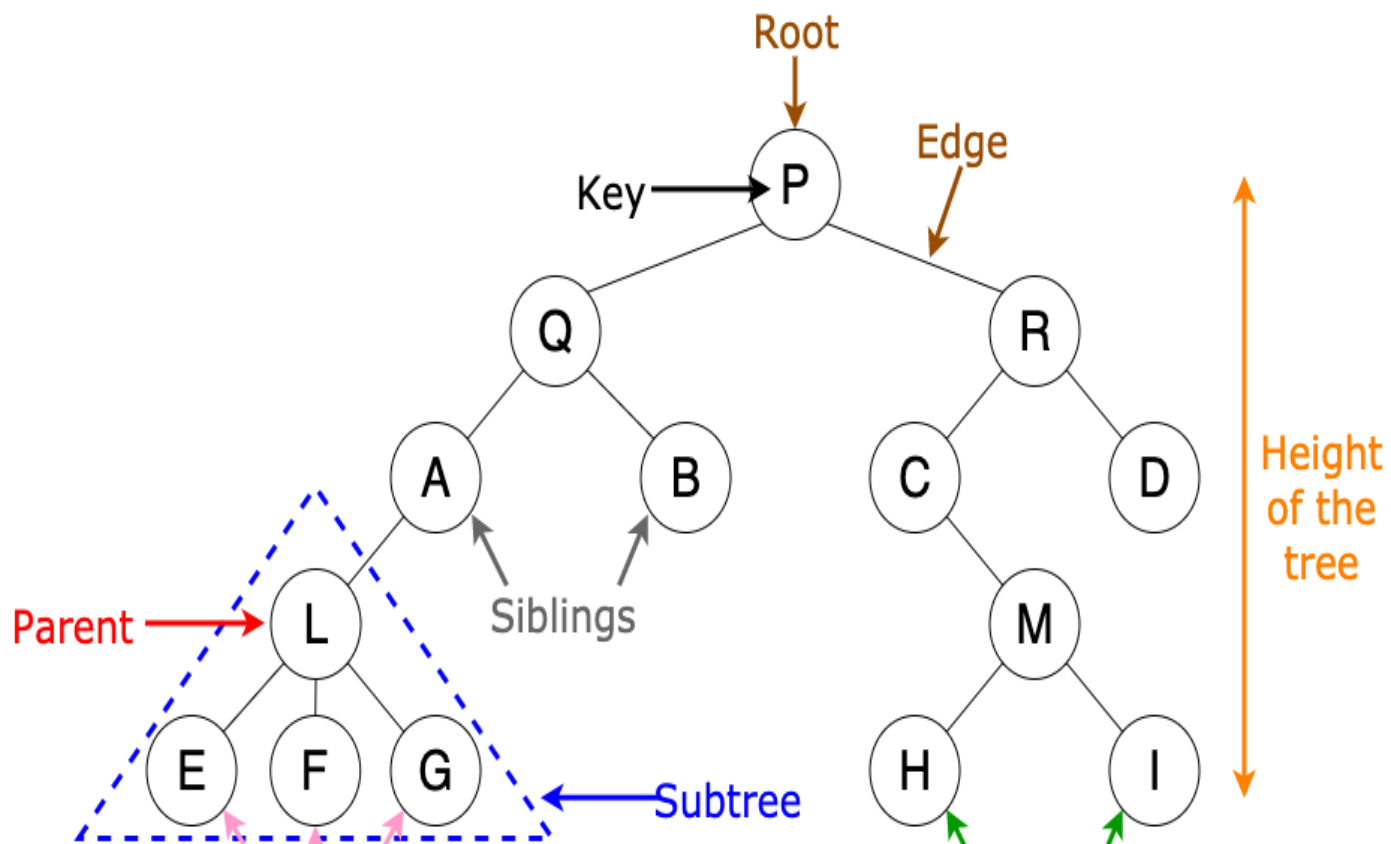 Root
Edge
Key
P
Q
R
A
B
C
D
Height
of the
tree
Siblings
Parent
L
M
E
F
G
H
I
Subtree